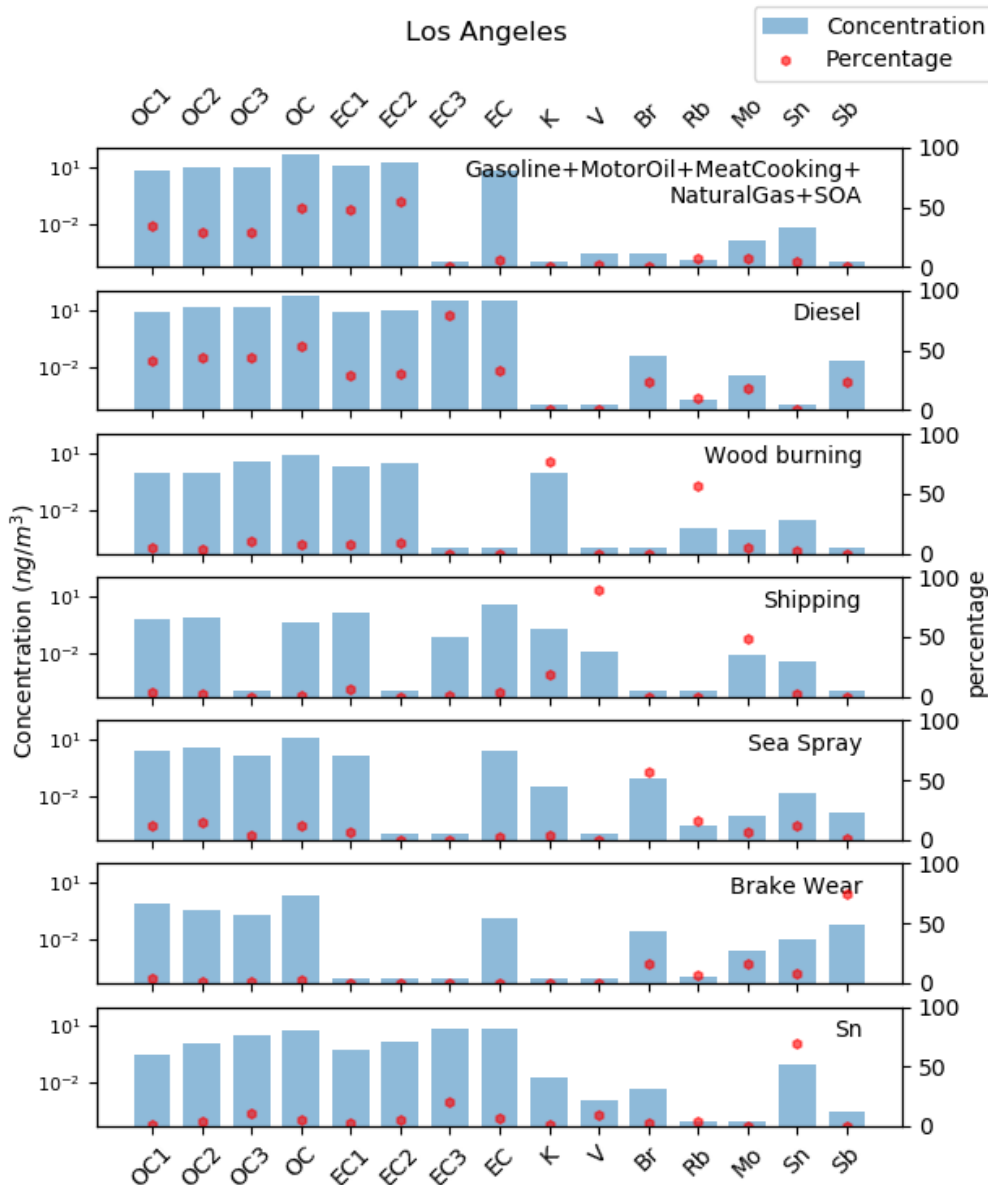 Los Angeles
Concentration
Percentage
OC1 OC2 OC3 OC EC1 EC2 EC3 EC K V Br Rb Mo Sn Sb
Gasoline+MotorOil+MeatCooking+
NaturalGas+SOA
10¹
10⁻²
100
50
0
Diesel
10¹
10⁻²
100
50
0
Wood burning
10¹
10⁻²
100
50
0
Shipping
10¹
10⁻²
100
50
0
Sea Spray
10¹
10⁻²
100
50
0
Brake Wear
10¹
10⁻²
100
50
0
Sn
10¹
10⁻²
100
50
0
Concentration (ng/m³)
percentage
OC1 OC2 OC3 OC EC1 EC2 EC3 EC K V Br Rb Mo Sn Sb